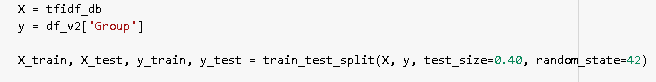 X = tfidf_db
y = df_v2['Group']
X_train, X_test, y_train, y_test = train_test_split(X, y, test_size=0.40, random_state=42)